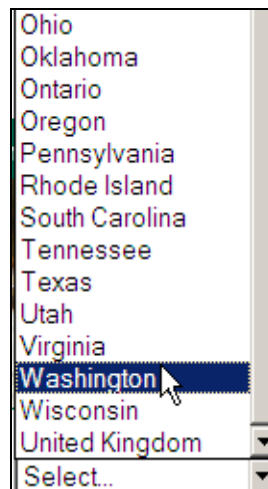 Ohio
Oklahoma
Ontario
Oregon
Pennsylvania
Rhode Island
South Carolina
Tennessee
Texas
Utah
Virginia
Washington
Wisconsin
United Kingdom
Select...